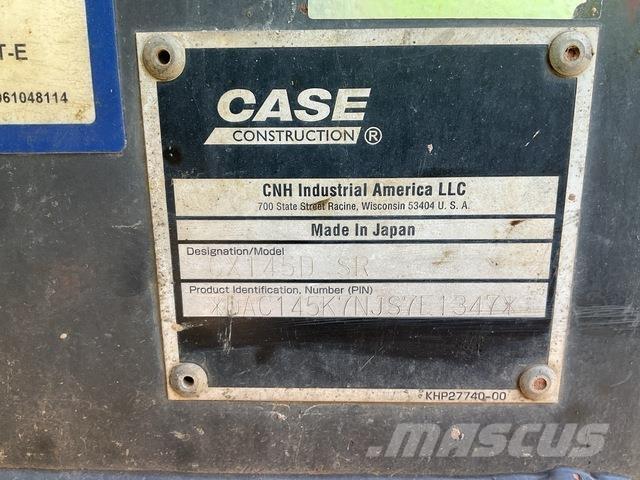 T-E
061048114
CASE
CONSTRUCTION ®
CNH Industrial America LLC
700 State Street Racine, Wisconsin 53404 U. S. A.
Made In Japan
Designation/Model
CX145D SR
Product Identification, Number (PIN)
*DAC145K7NJS7E1347*
KHP27740-00
MASCUS